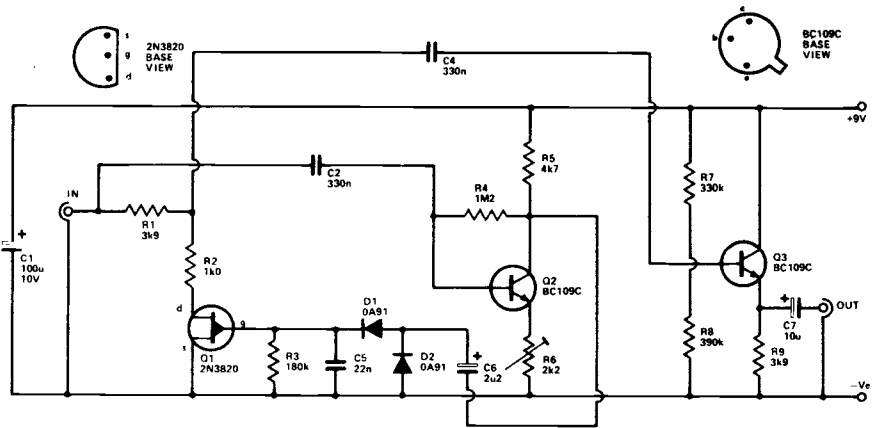 s
g
d
2N3820
BASE
VIEW
C4
330n
c
b
e
BC109C
BASE
VIEW
+9V
IN
C2
330n
R5
4k7
R4
1M2
R7
330k
R1
3k9
C1
100u
10V
R2
1k0
Q2
BC109C
Q3
BC109C
OUT
C7
10u
d
g
s
Q1
2N3820
D1
0A91
R3
180k
C5
22n
D2
0A91
C6
2u2
R6
2k2
R8
390k
R9
3k9
−Ve